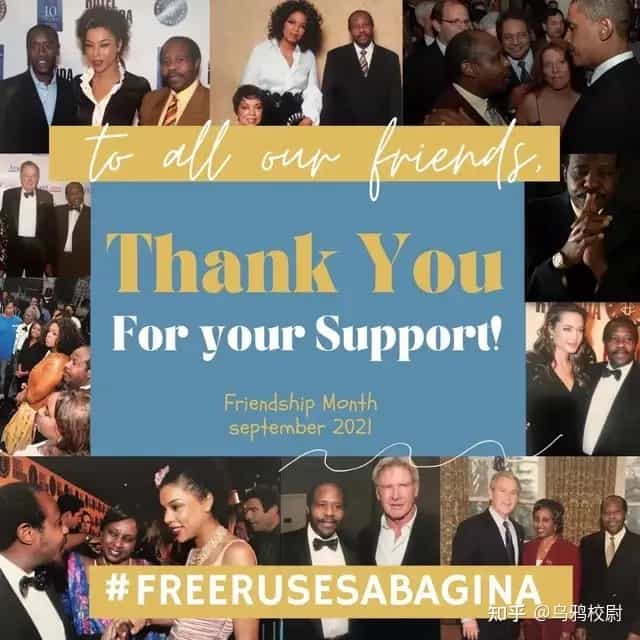 to all our friends,
Thank You
For your Support!
Friendship Month
september 2021
#FREERUSESABAGINA
知乎 @乌鸦校尉